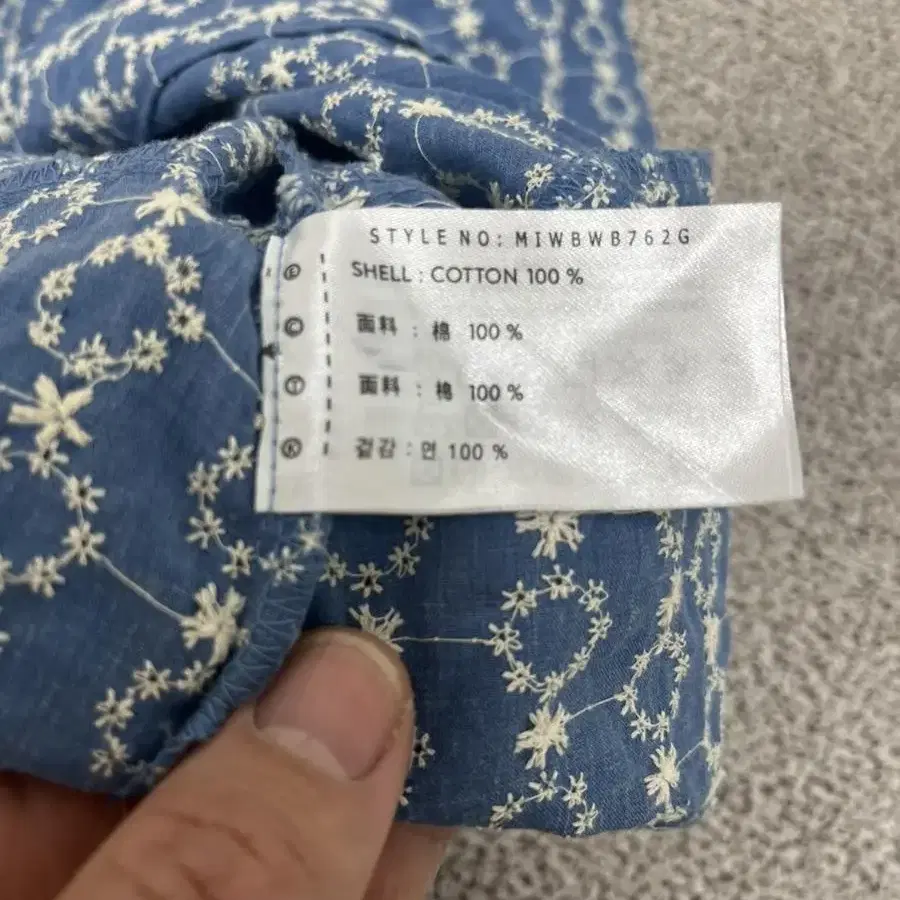 STYLE NO: MIWBWB762G
Ⓔ SHELL : COTTON 100 %
Ⓒ 面料 : 棉 100 %
Ⓣ 面料 : 棉 100 %
Ⓚ 겉감 : 면 100 %